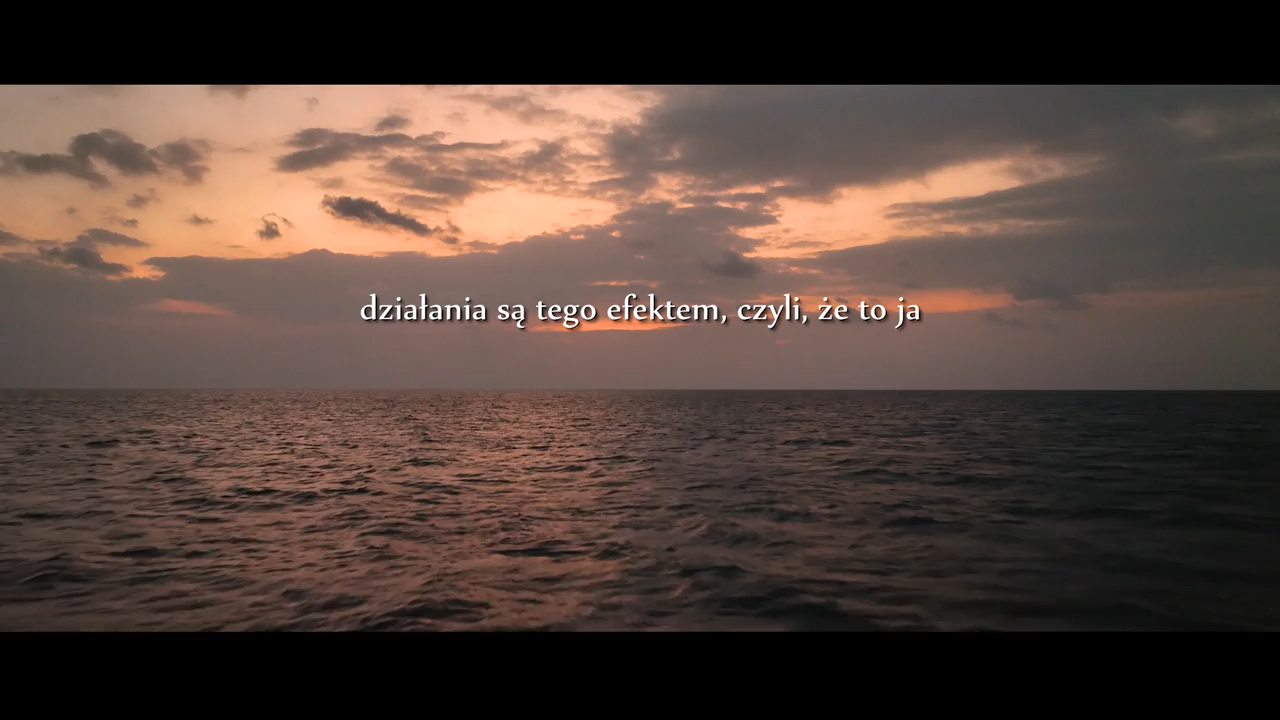 działania są tego efektem, czyli, że to ja